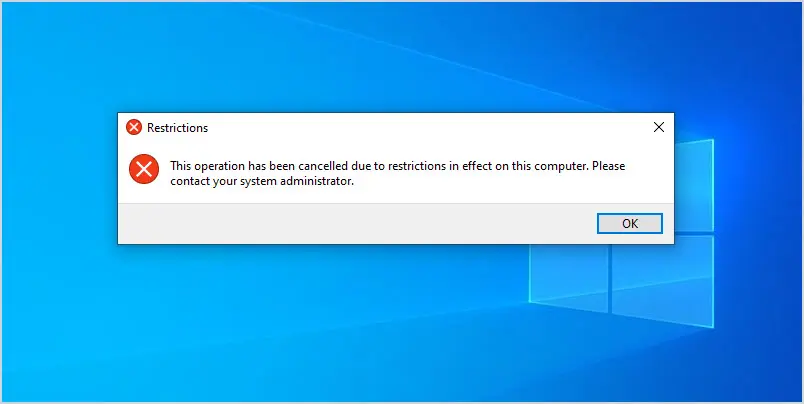 Restrictions
This operation has been cancelled due to restrictions in effect on this computer. Please
contact your system administrator.
OK